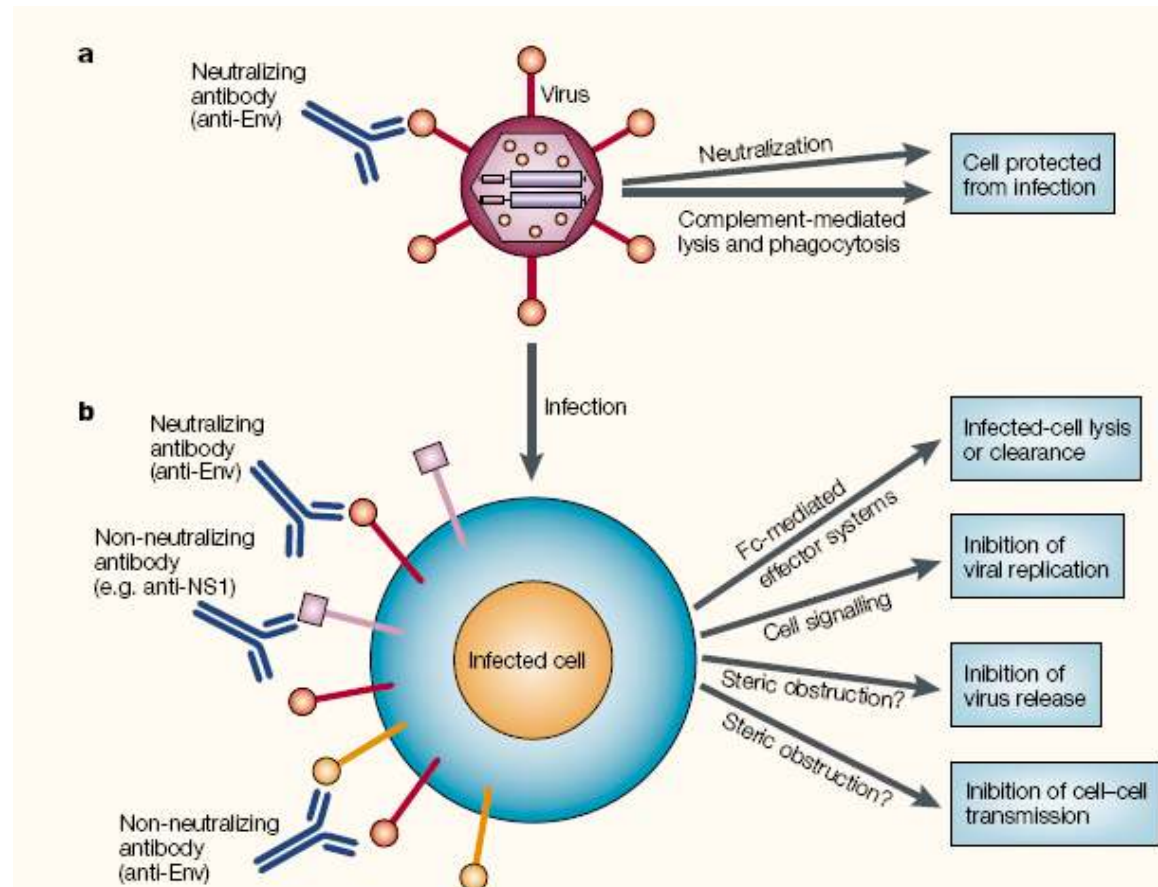 a
Neutralizing
antibody
(anti-Env)
Virus
Neutralization
Complement-mediated
lysis and phagocytosis
Cell protected
from infection
Infection
b
Neutralizing
antibody
(anti-Env)
Non-neutralizing
antibody
(e.g. anti-NS1)
Non-neutralizing
antibody
(anti-Env)
Infected cell
Fc-mediated
effector systems
Infected-cell lysis
or clearance
Cell signalling
Inibition of
viral replication
Steric obstruction?
Inibition of
virus release
Steric obstruction?
Inibition of cell–cell
transmission